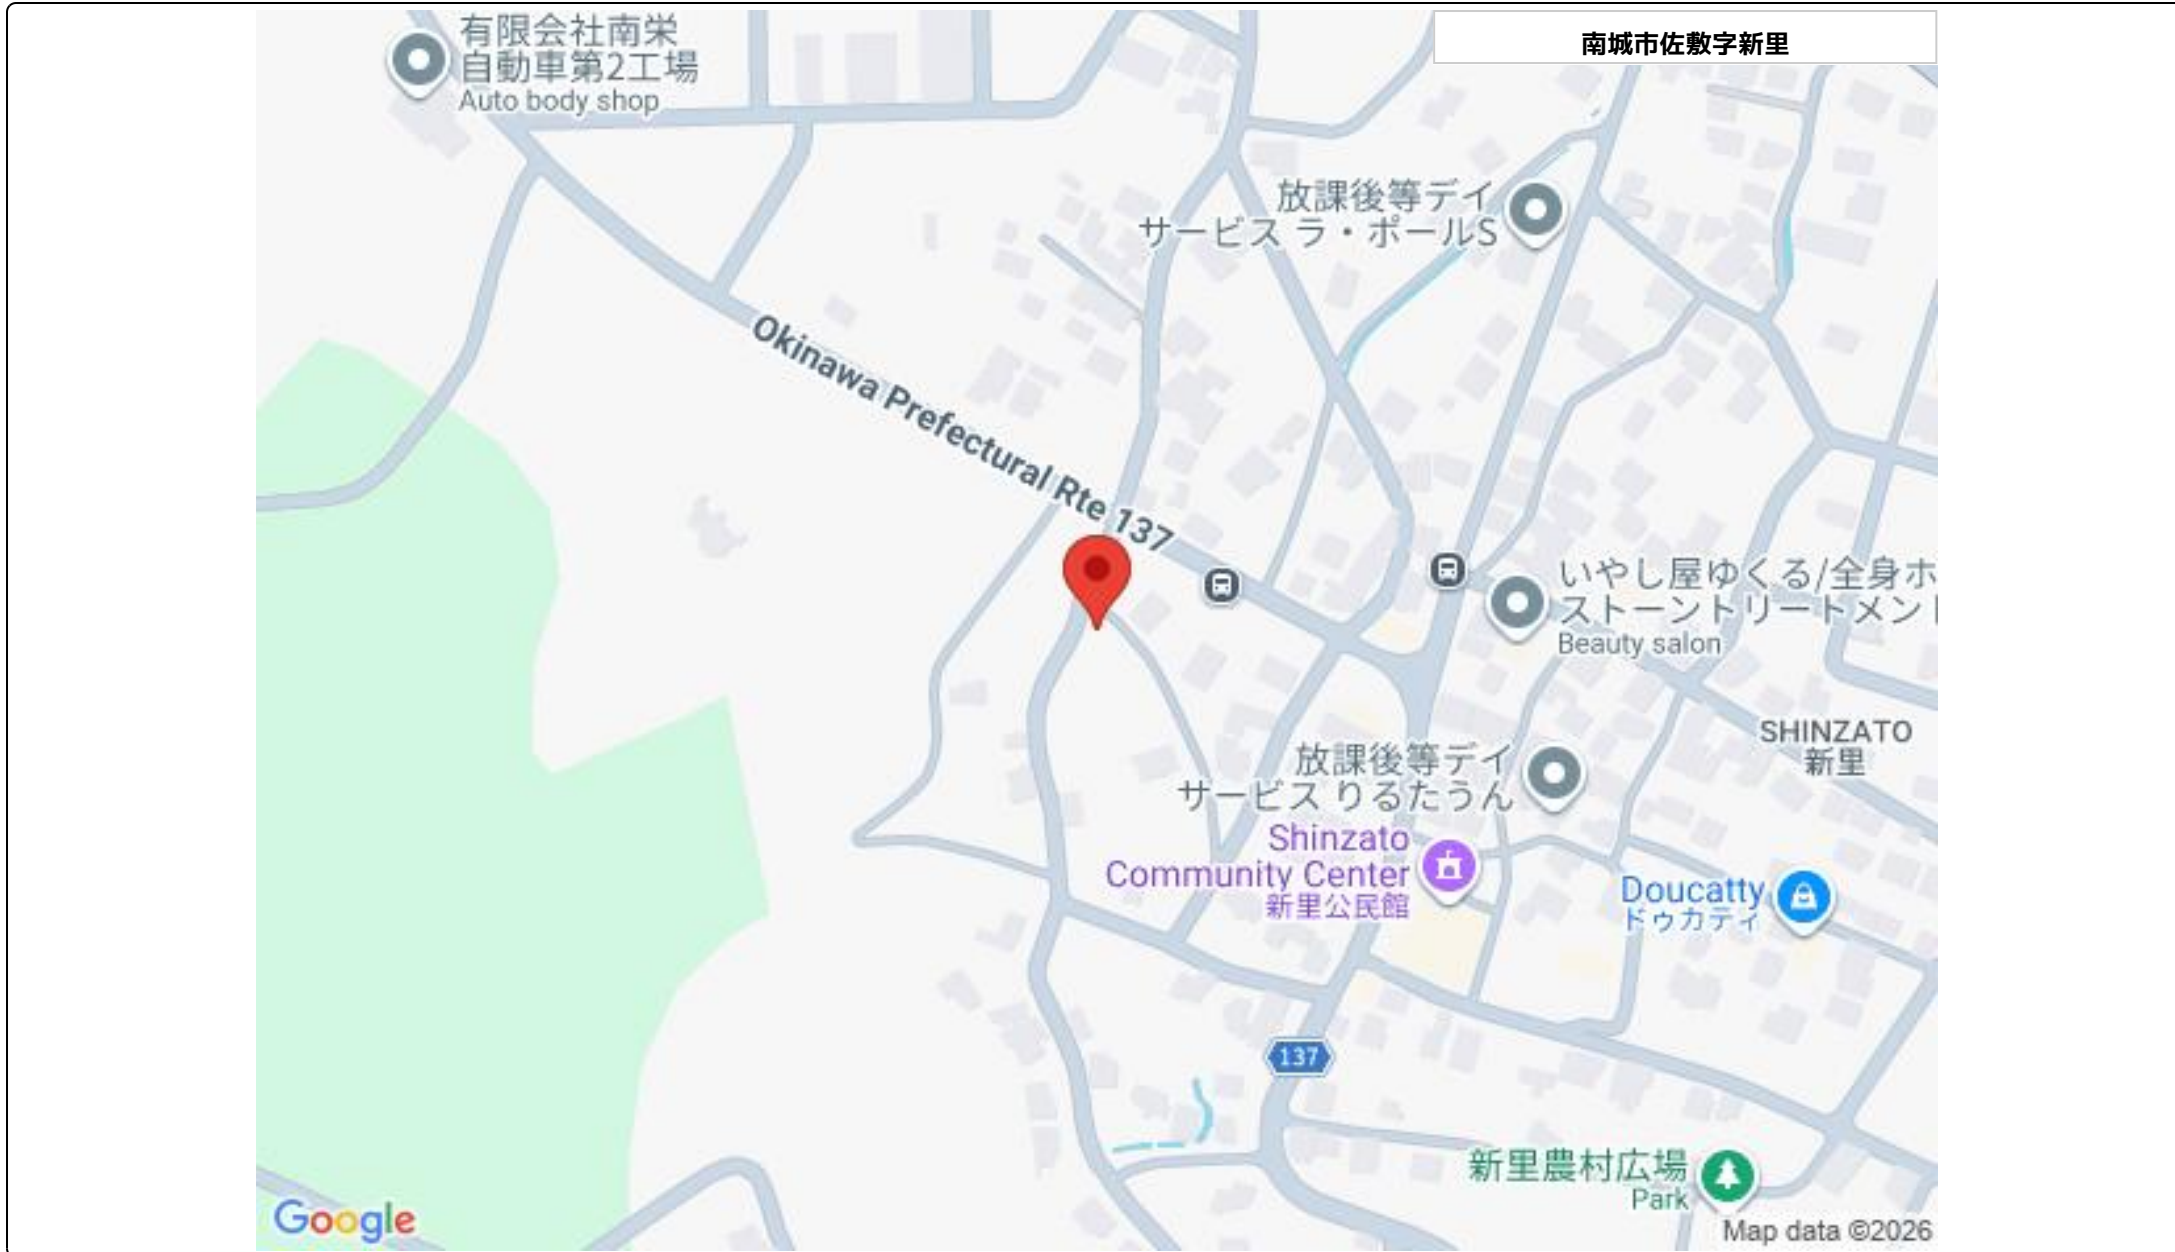 有限会社南栄
自動車第2工場
Auto body shop
南城市佐敷字新里
放課後等デイ
サービス ラ・ポールS
Okinawa Prefectural Rte 137
いやし屋ゆくる/全身ホ
ストーントリートメント
Beauty salon
SHINZATO
新里
放課後等デイ
サービス りるたうん
Shinzato
Community Center
新里公民館
Doucatty
ドゥカティ
137
新里農村広場
Park
Google
Map data ©2026